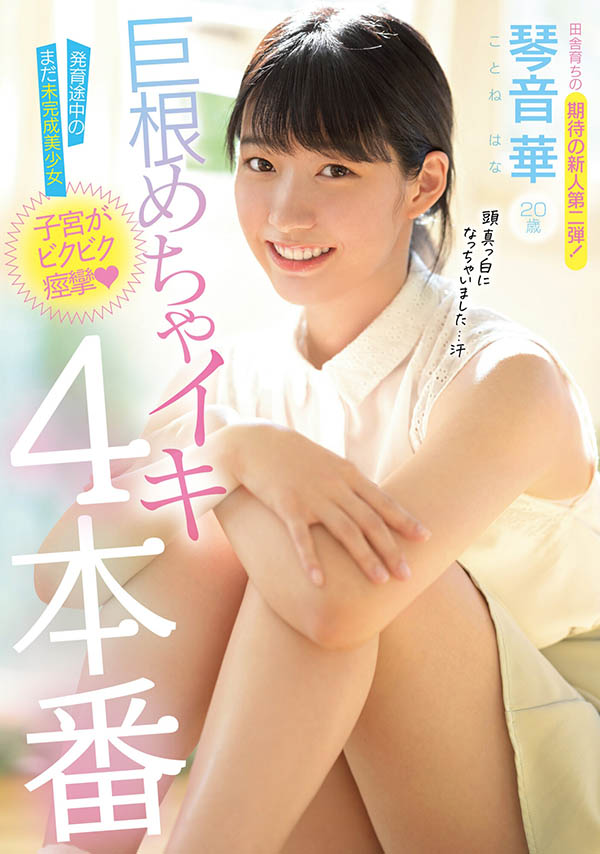 田舎育ちの
期待の新人第二弾！
琴音華
ことね はな
20歳
頭真っ白に
なっちゃいました…汗
巨根めちゃイキ
4本番
発育途中の
まだ未完成美少女
子宮が
ビクビク
痙攣♥